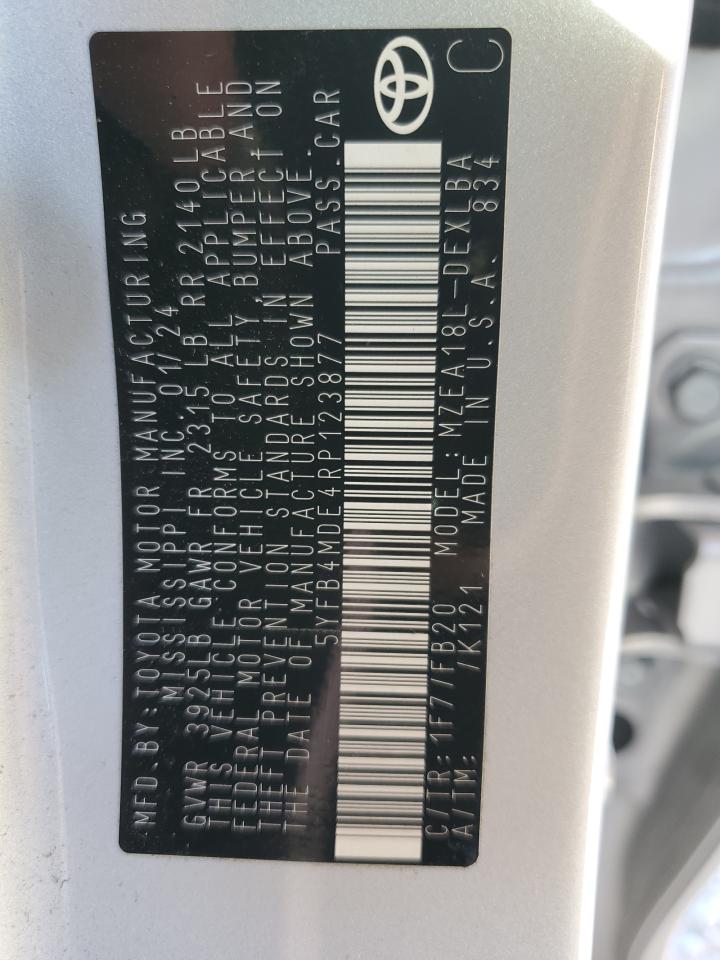 MFD.BY:TOYOTA MOTOR MANUFACTURING
MISSISSIPPI INC. 01/24
GVWR 3925LB GAWR FR 2315 LB RR 2140LB
THIS VEHICLE CONFORMS TO ALL APPLICABLE
FEDERAL MOTOR VEHICLE SAFETY, BUMPER AND
THEFT PREVENTION STANDARDS IN EFFECT ON
THE DATE OF MANUFACTURE SHOWN ABOVE.
5YFB4MDE4RP123877 PASS.CAR
C/TR: 1F7 /FB20 MODEL: MZEA18L-DEXLBA
A/TM: /K121 MADE IN U.S.A. 834
C